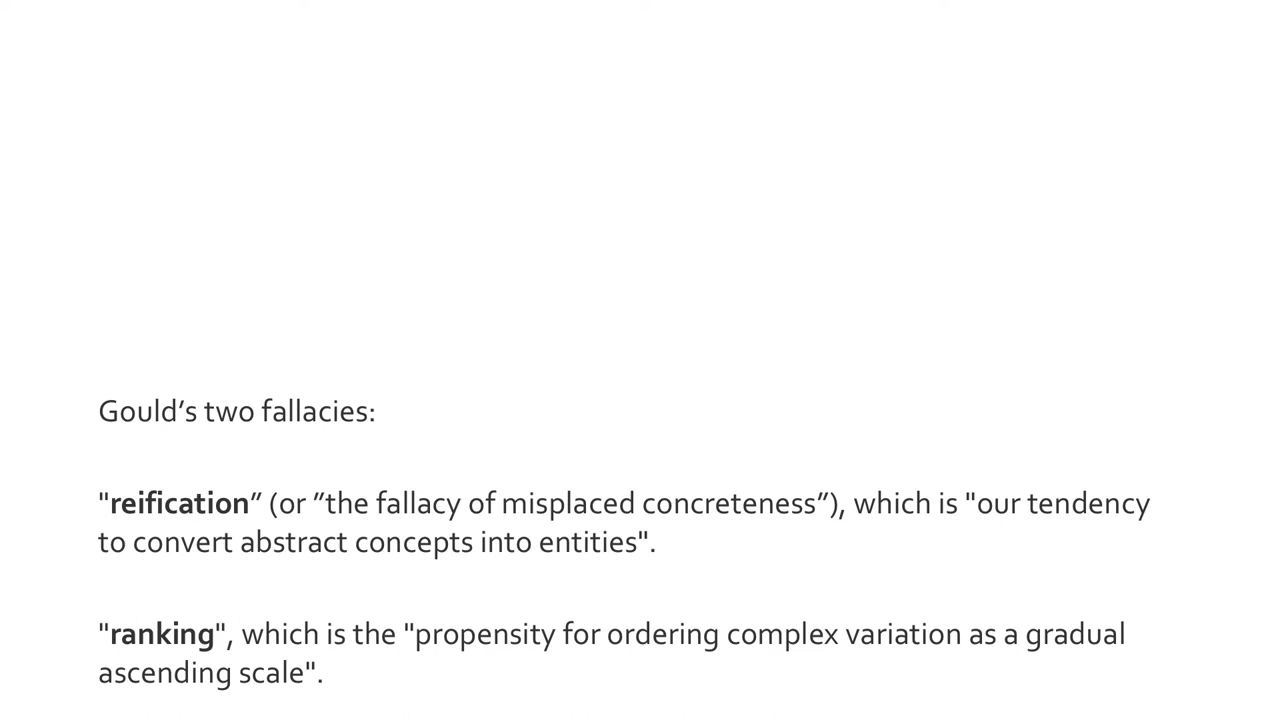 Gould’s two fallacies:
"reification” (or ”the fallacy of misplaced concreteness”), which is "our tendency
to convert abstract concepts into entities".
"ranking", which is the "propensity for ordering complex variation as a gradual
ascending scale".